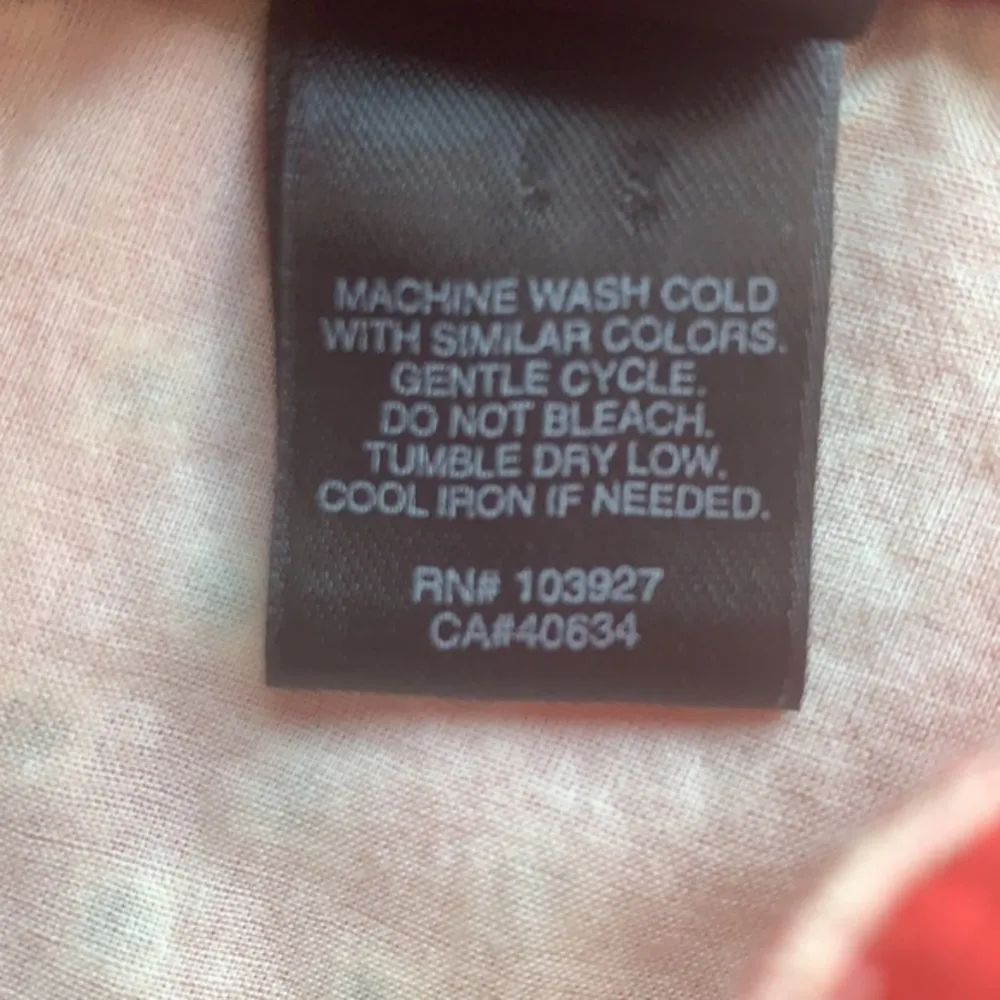 MACHINE WASH COLD
WITH SIMILAR COLORS.
GENTLE CYCLE.
DO NOT BLEACH.
TUMBLE DRY LOW.
COOL IRON IF NEEDED.
RN# 103927
CA#40634